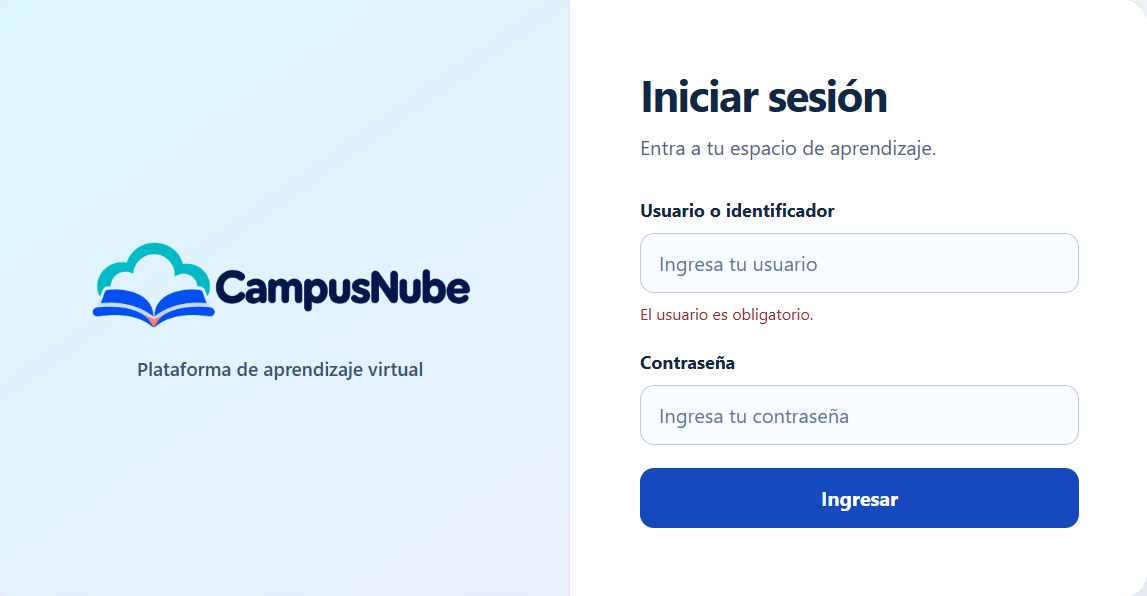 CampusNube
Plataforma de aprendizaje virtual
Iniciar sesión
Entra a tu espacio de aprendizaje.
Usuario o identificador
Ingresa tu usuario
El usuario es obligatorio.
Contraseña
Ingresa tu contraseña
Ingresar